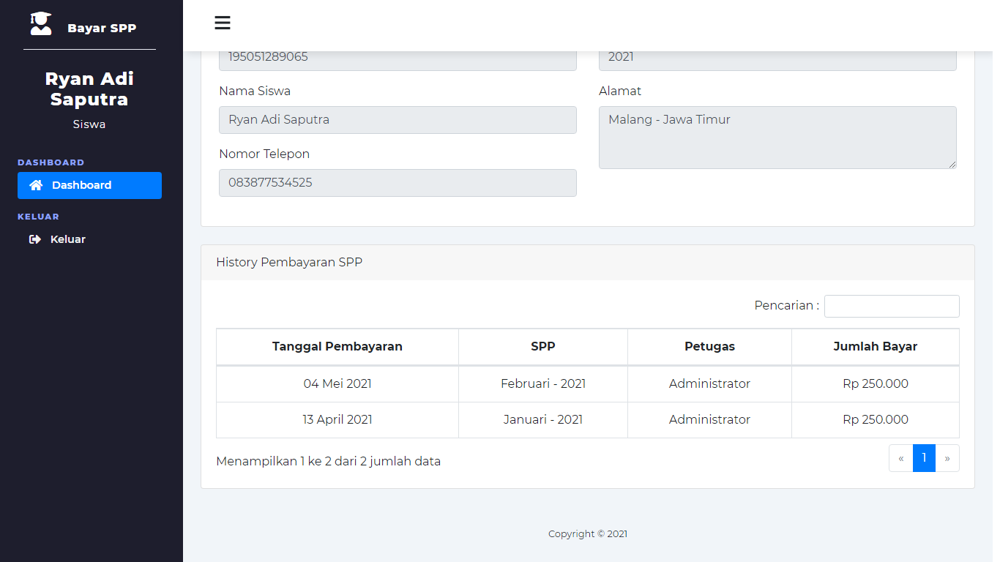 Bayar SPP
Ryan Adi
Saputra
Siswa
DASHBOARD
Dashboard
KELUAR
Keluar
195051289065
2021
Nama Siswa
Alamat
Ryan Adi Saputra
Malang - Jawa Timur
Nomor Telepon
083877534525
History Pembayaran SPP
Pencarian :
Tanggal Pembayaran SPP Petugas Jumlah Bayar
04 Mei 2021 Februari - 2021 Administrator Rp 250.000
13 April 2021 Januari - 2021 Administrator Rp 250.000
Menampilkan 1 ke 2 dari 2 jumlah data
« 1 »
Copyright © 2021